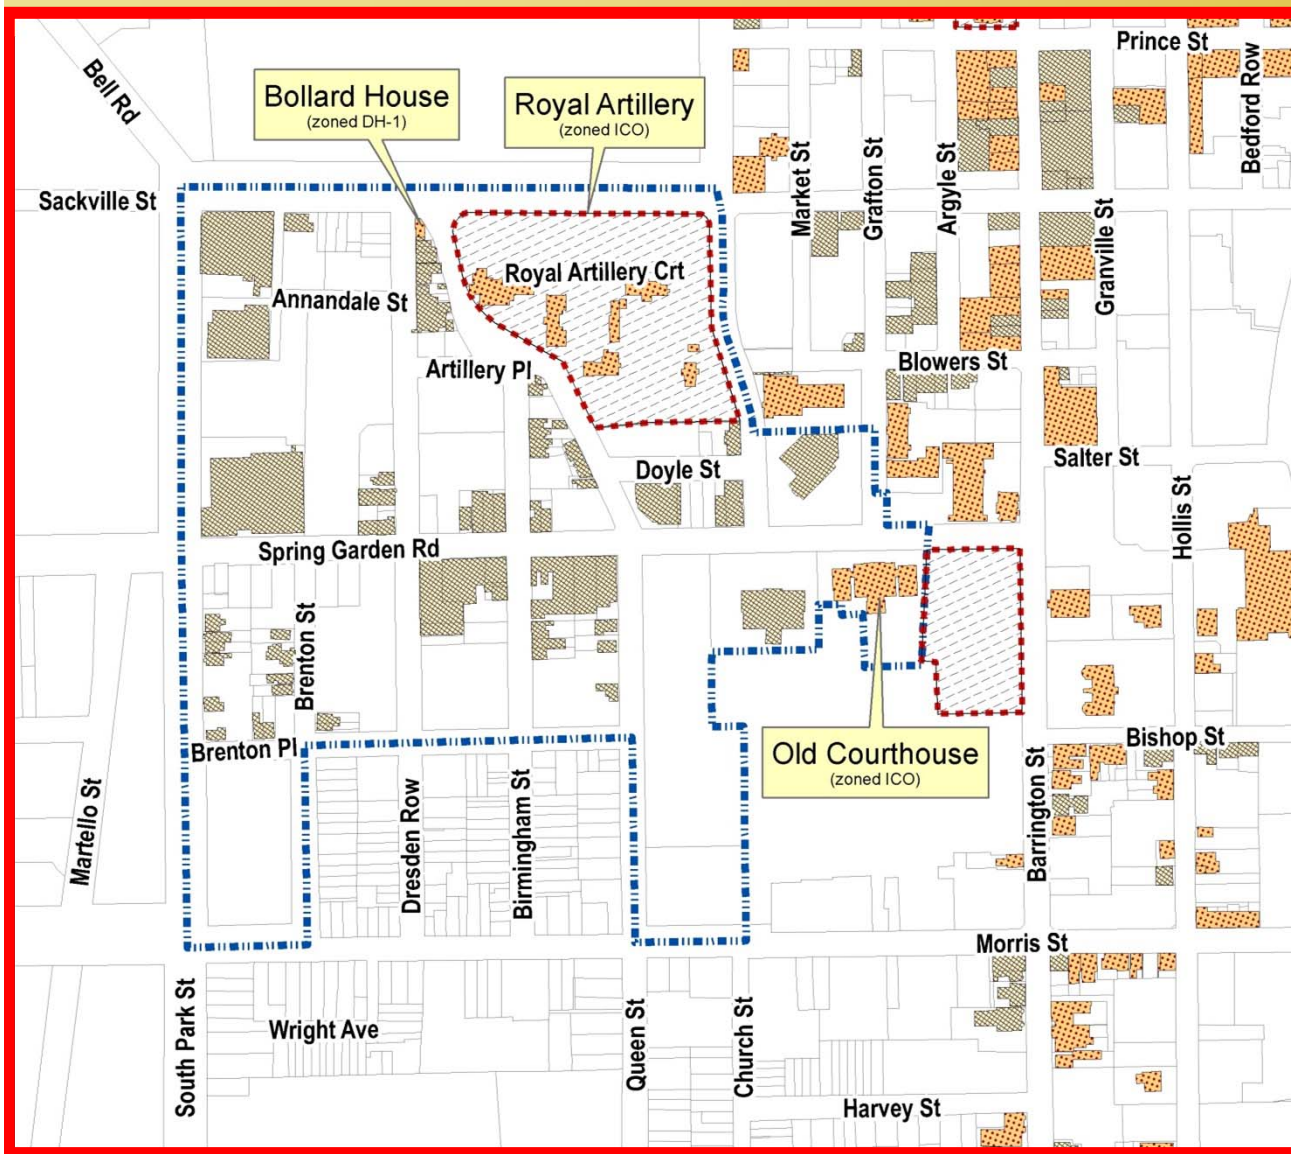 Prince St
Bell Rd
Bedford Row
Bollard House
(zoned DH-1)
Royal Artillery
(zoned ICO)
Market St
Grafton St
Argyle St
Sackville St
Granville St
Royal Artillery Crt
Annandale St
Artillery Pl
Blowers St
Salter St
Doyle St
Hollis St
Spring Garden Rd
Brenton St
Brenton Pl
Old Courthouse
(zoned ICO)
Bishop St
Martello St
Dresden Row
Birmingham St
Barrington St
Morris St
South Park St
Wright Ave
Queen St
Church St
Harvey St